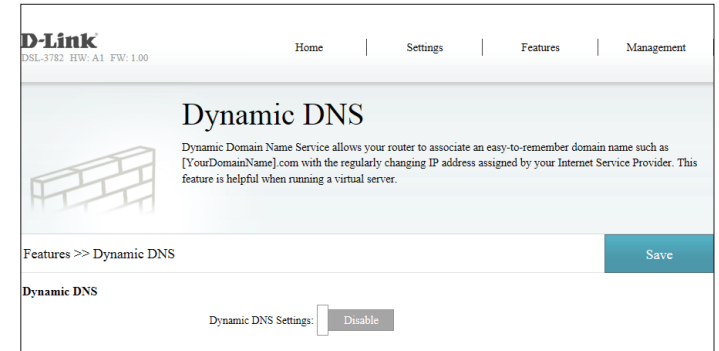 D-Link
DSL-3782 HW: A1 FW: 1.00
Home Settings Features Management
Dynamic DNS
Dynamic Domain Name Service allows your router to associate an easy-to-remember domain name such as
[YourDomainName].com with the regularly changing IP address assigned by your Internet Service Provider. This
feature is helpful when running a virtual server.
Features >> Dynamic DNS
Save
Dynamic DNS
Dynamic DNS Settings: Disable